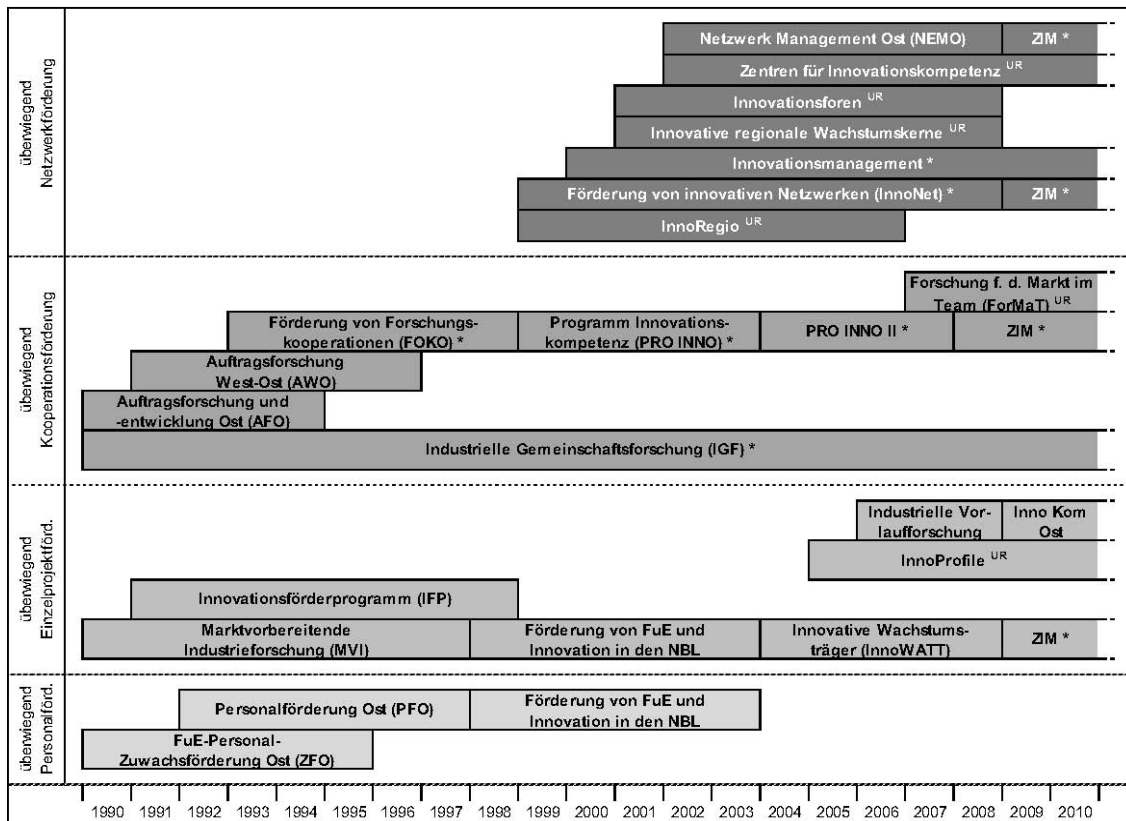 überwiegend
Netzwerkförderung
Netzwerk Management Ost (NEMO)
ZIM *
Zentren für Innovationskompetenz UR
Innovationsforen UR
Innovative regionale Wachstumskerne UR
Innovationsmanagement *
Förderung von innovativen Netzwerken (InnoNet) *
ZIM *
InnoRegio UR
überwiegend
Kooperationsförderung
Forschung f. d. Markt im
Team (ForMaT) UR
Förderung von Forschungs-
kooperationen (FOKO) *
Programm Innovations-
kompetenz (PRO INNO) *
PRO INNO II *
ZIM *
Auftragsforschung
West-Ost (AWO)
Auftragsforschung und
-entwicklung Ost (AFO)
Industrielle Gemeinschaftsforschung (IGF) *
überwiegend
Einzelprojektförd.
Industrielle Vor-
laufforschung
Inno Kom
Ost
InnoProfile UR
Innovationsförderprogramm (IFP)
Marktvorbereitende
Industrieforschung (MVI)
Förderung von FuE und
Innovation in den NBL
Innovative Wachstums-
träger (InnoWATT)
ZIM *
überwiegend
Personalförd.
Personalförderung Ost (PFO)
Förderung von FuE und
Innovation in den NBL
FuE-Personal-
Zuwachsförderung Ost (ZFO)
1990 1991 1992 1993 1994 1995 1996 1997 1998 1999 2000 2001 2002 2003 2004 2005 2006 2007 2008 2009 2010